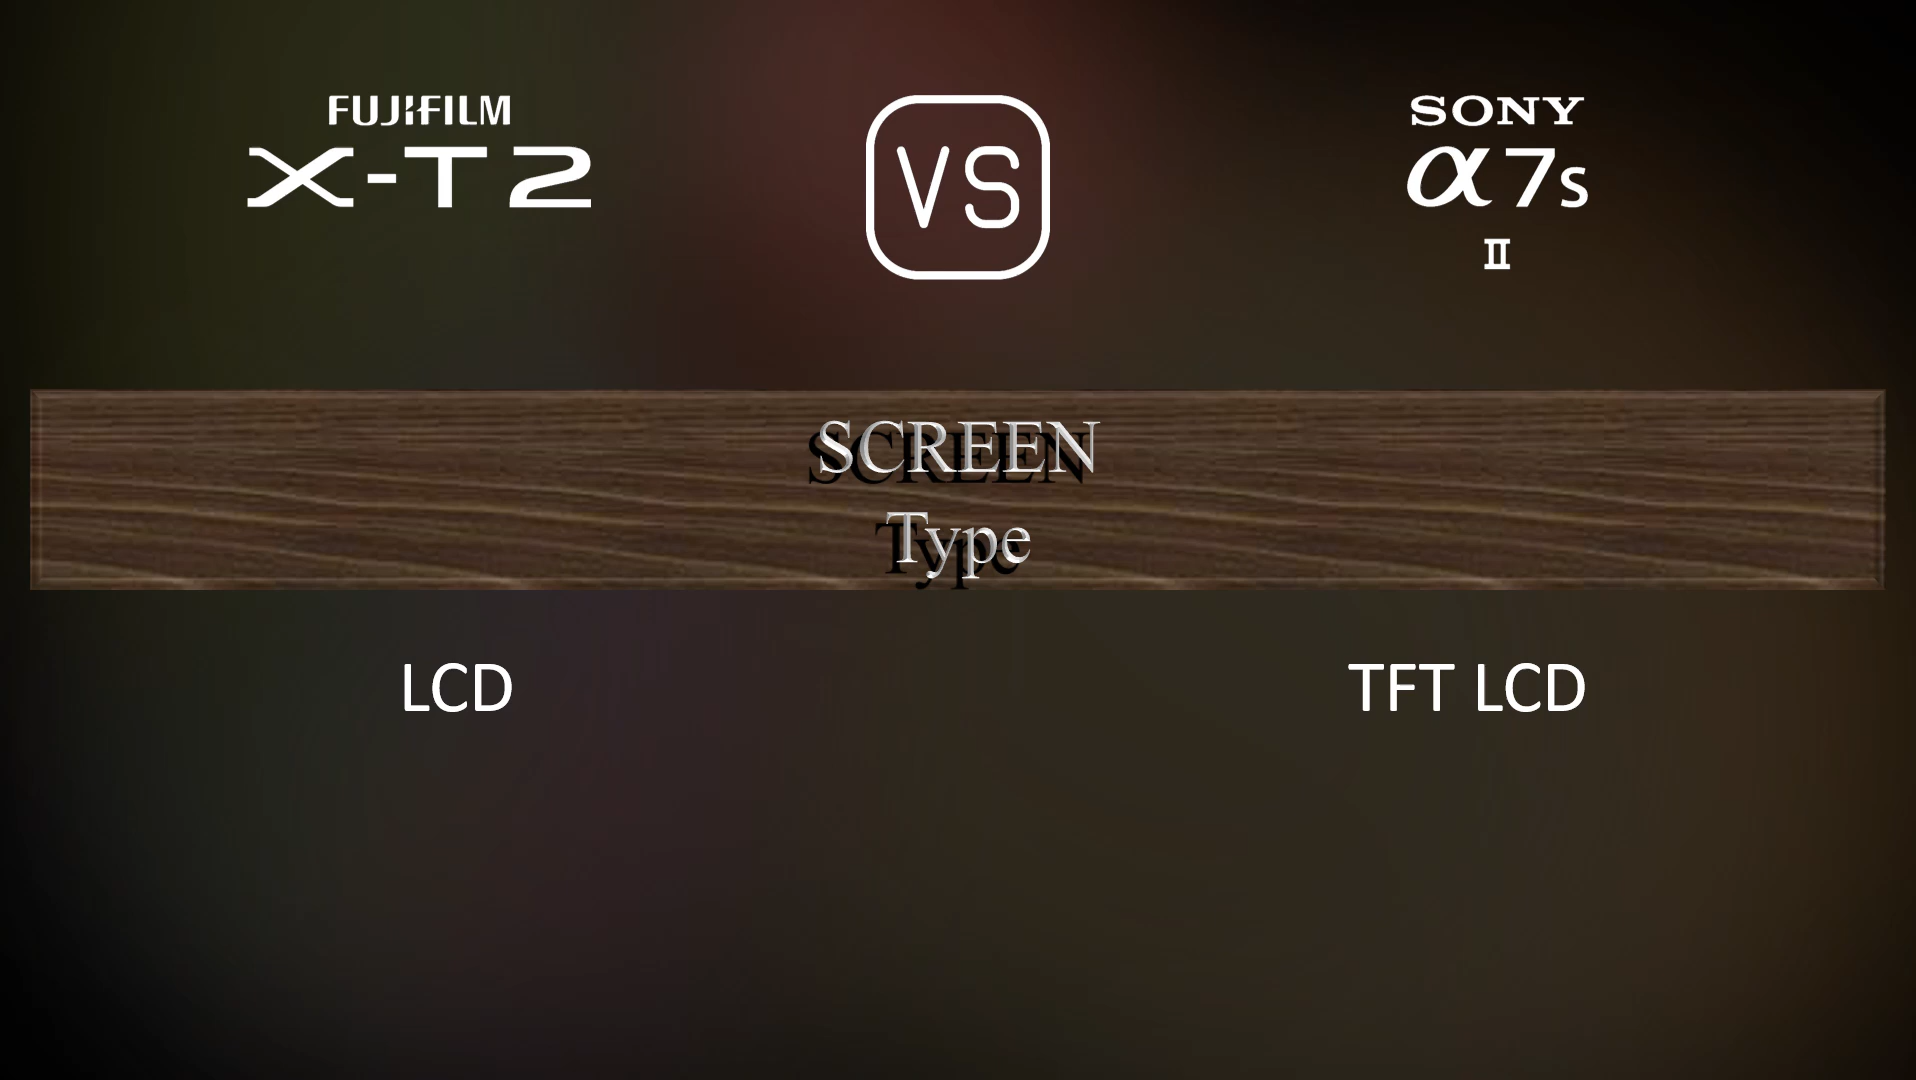 FUJIFILM
X-T2
VS
SONY
α7s
II
SCREEN
Type
LCD
TFT LCD